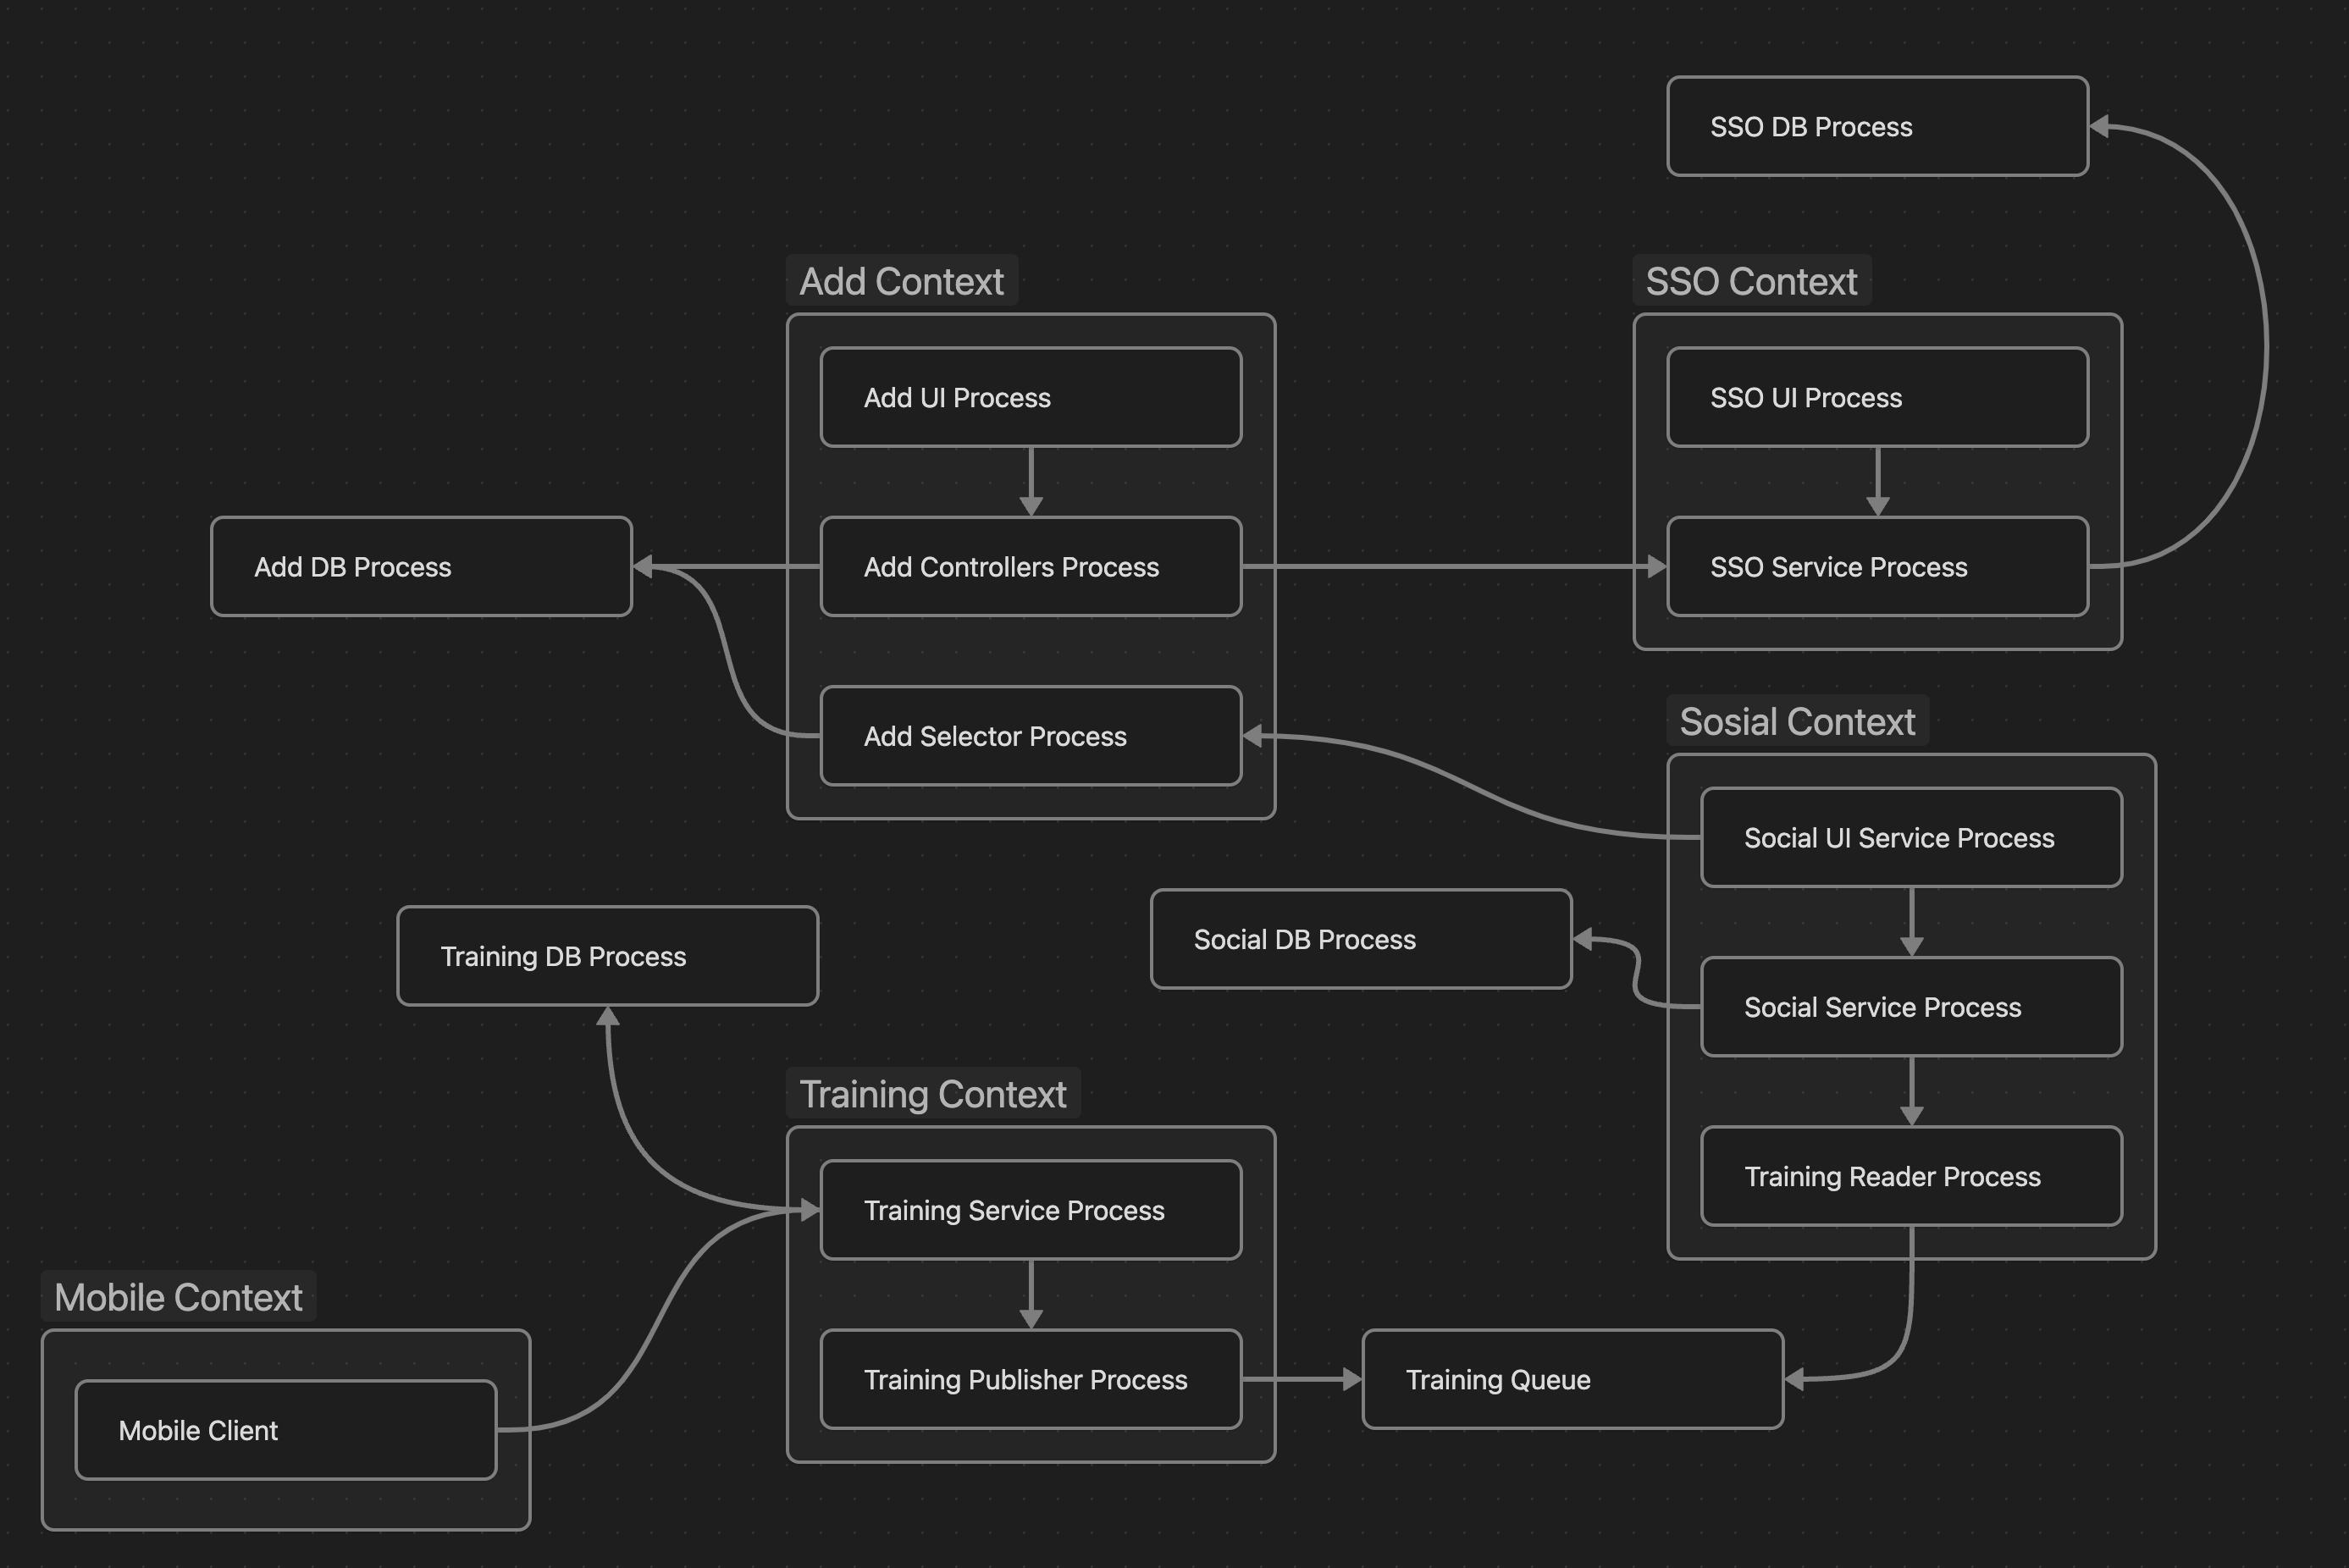 SSO DB Process
Add Context
SSO Context
Add UI Process
SSO UI Process
Add DB Process
Add Controllers Process
SSO Service Process
Add Selector Process
Sosial Context
Social UI Service Process
Training DB Process
Social DB Process
Social Service Process
Training Context
Training Reader Process
Training Service Process
Mobile Context
Training Publisher Process
Training Queue
Mobile Client